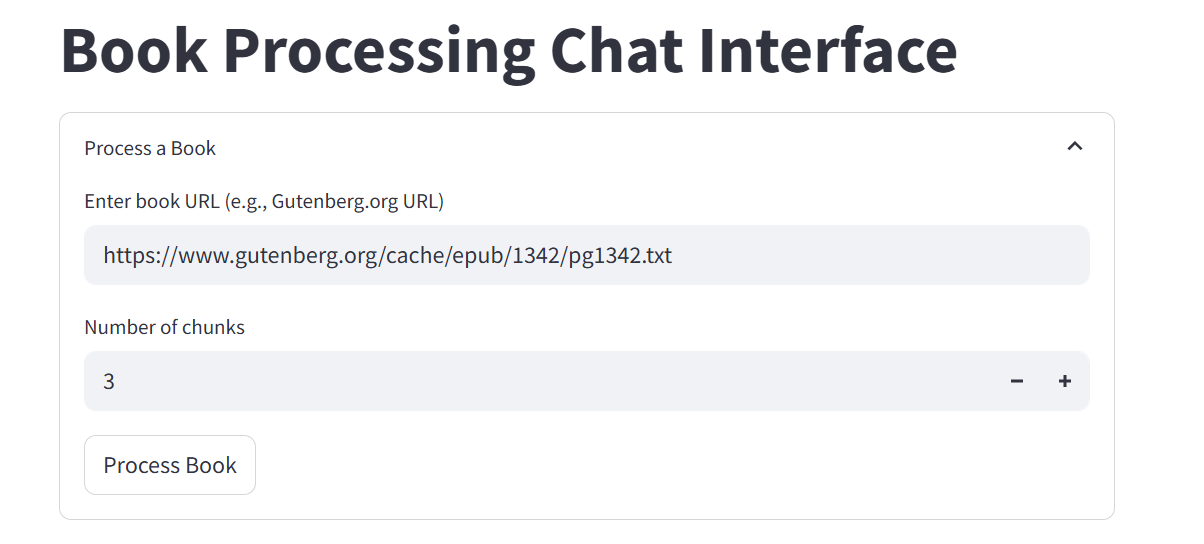 Book Processing Chat Interface
Process a Book
Enter book URL (e.g., Gutenberg.org URL)
https://www.gutenberg.org/cache/epub/1342/pg1342.txt
Number of chunks
3
Process Book